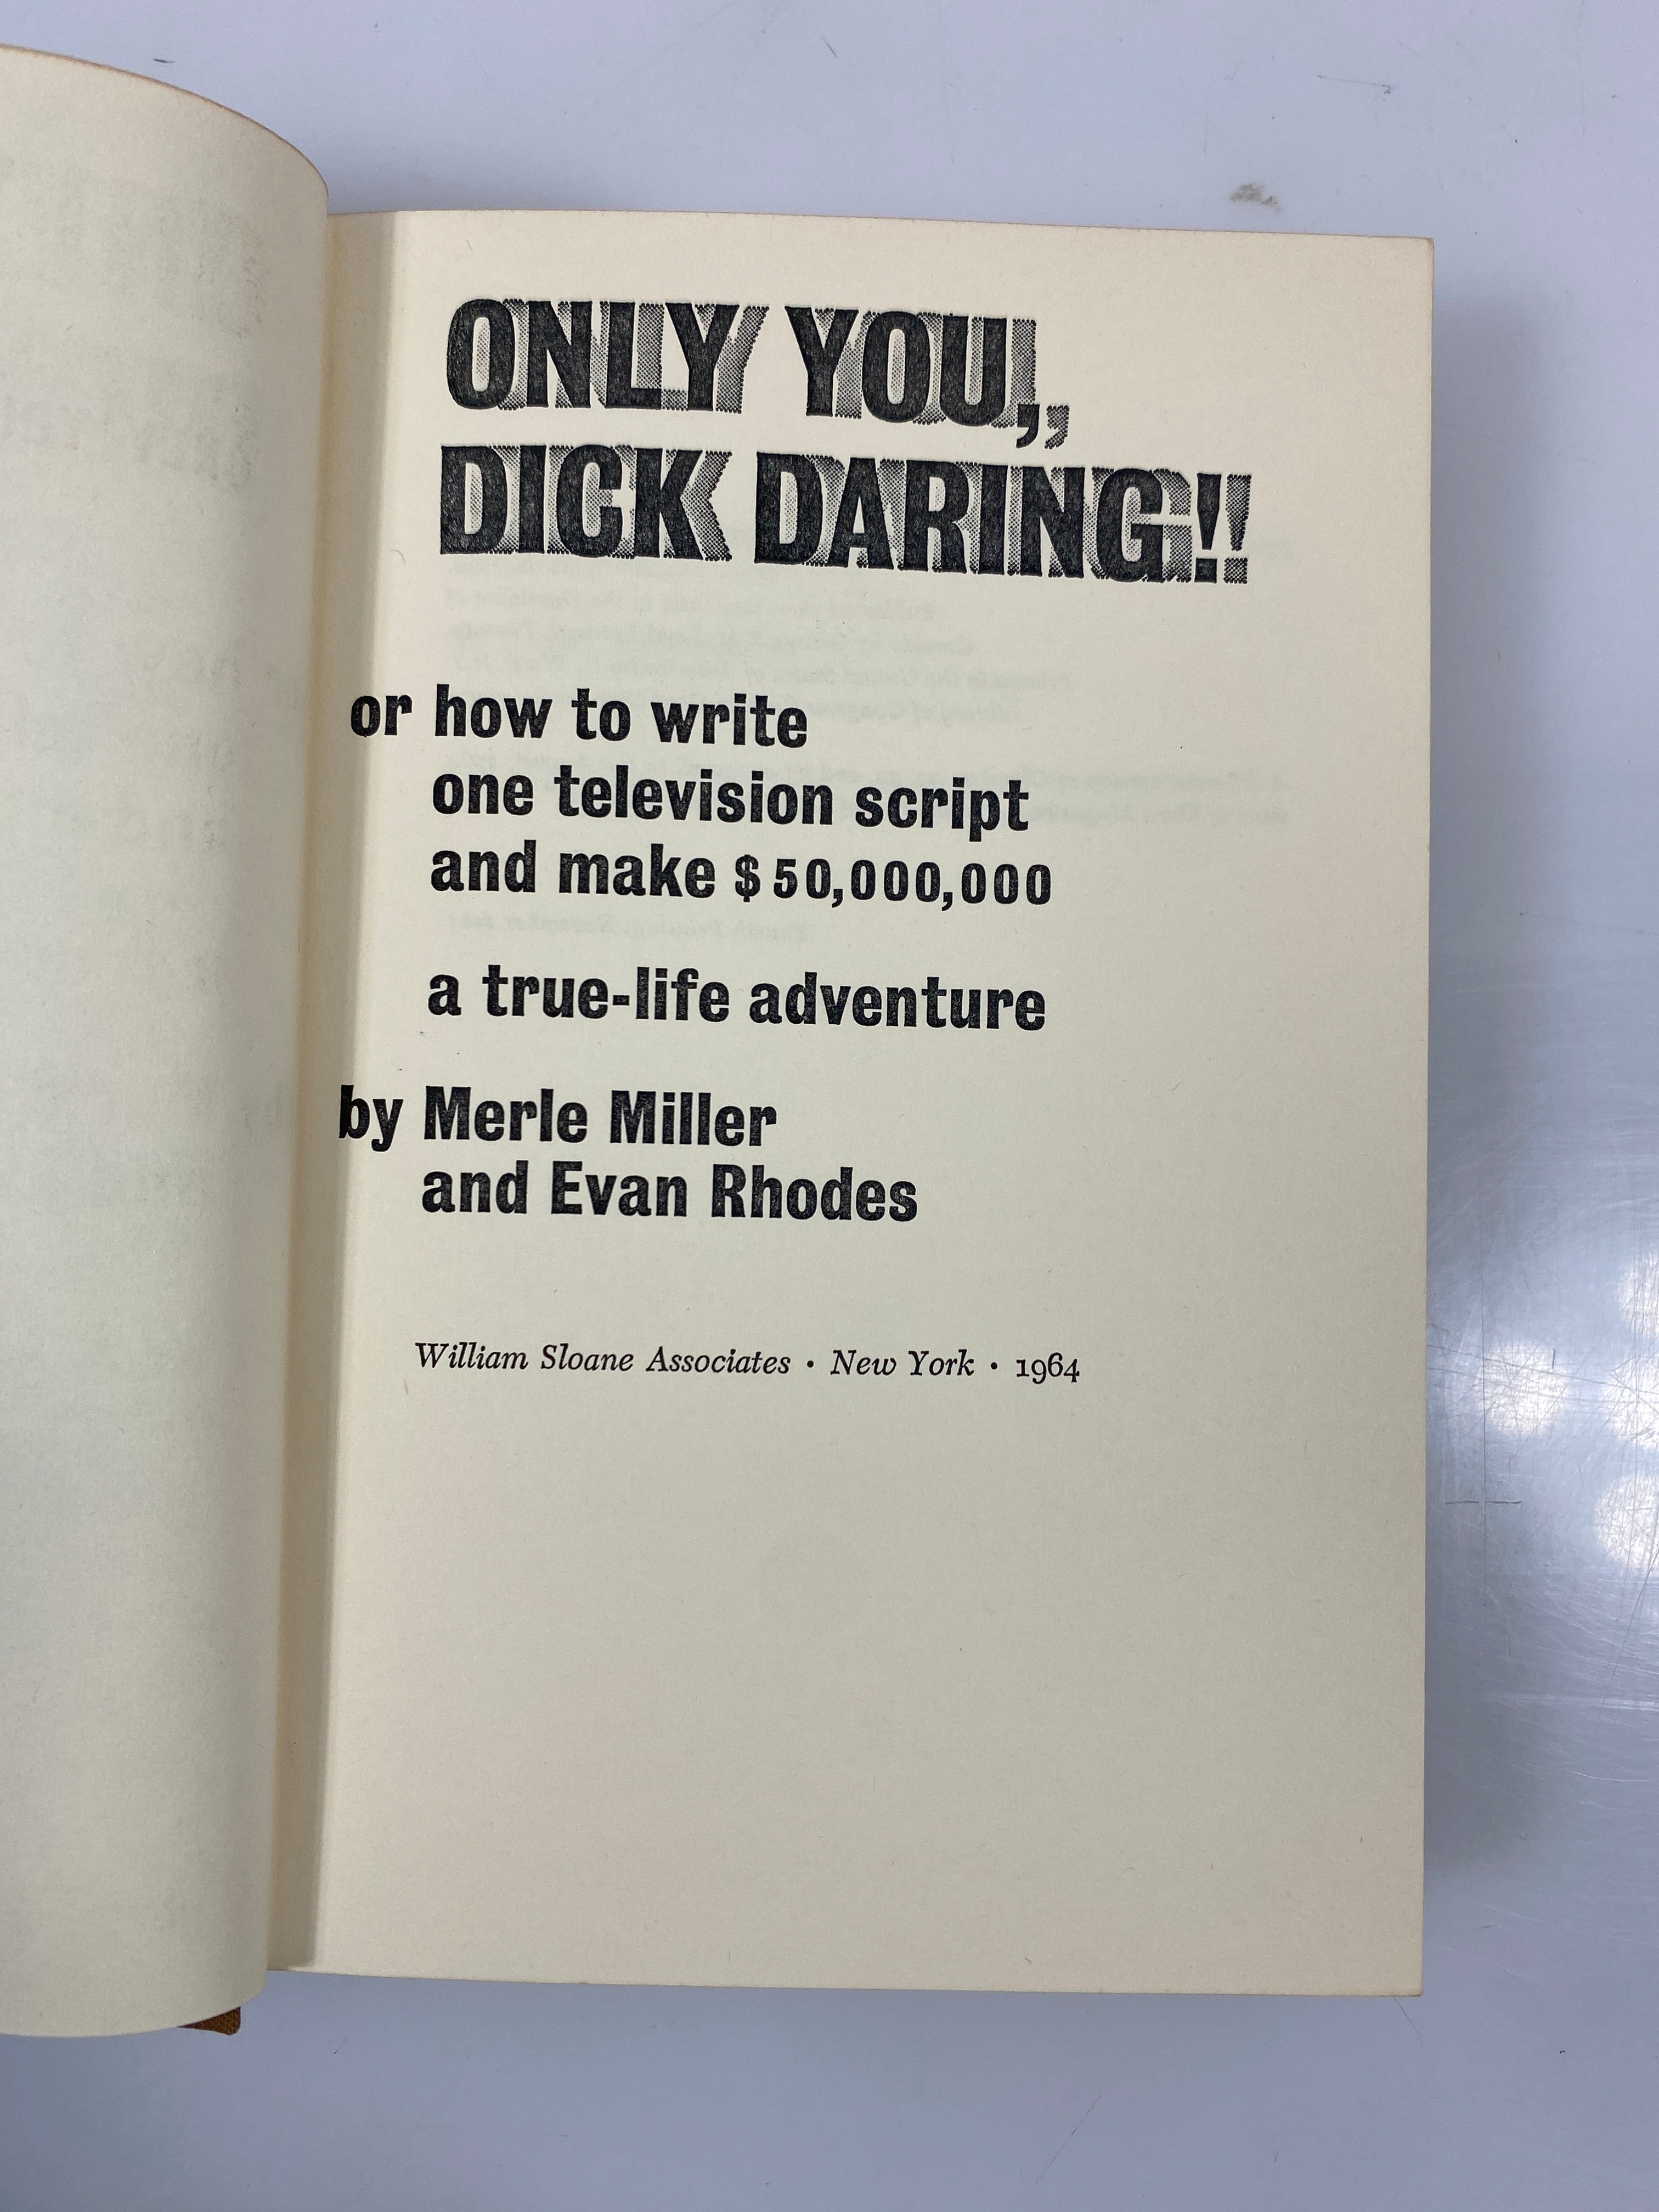 ONLY YOU,
DICK DARING!
or how to write
one television script
and make $50,000,000
a true-life adventure
by Merle Miller
and Evan Rhodes
William Sloane Associates • New York • 1964